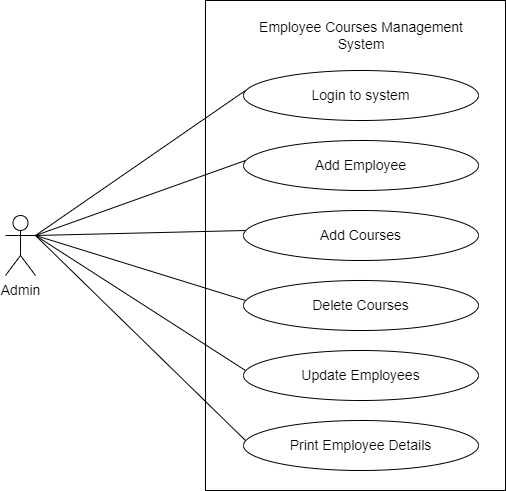 Employee Courses Management
System
Login to system
Add Employee
Add Courses
Delete Courses
Update Employees
Print Employee Details
Admin